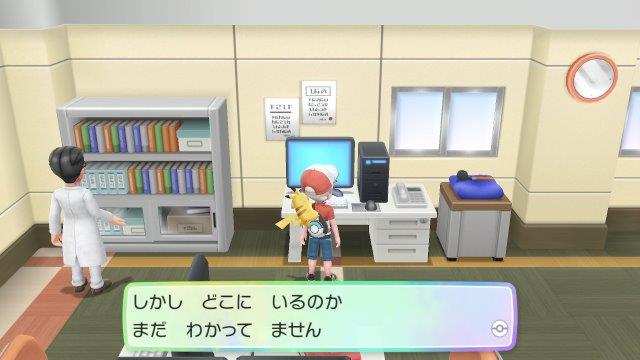 しかし　どこに　いるのか
まだ　わかって　ません